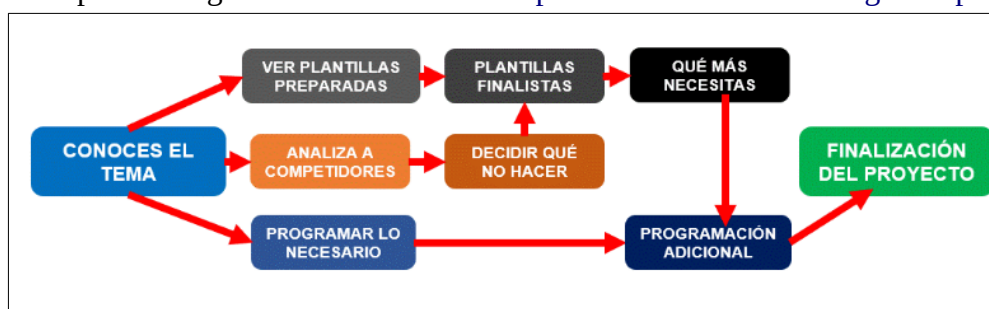 VER PLANTILLAS
PREPARADAS
PLANTILLAS
FINALISTAS
QUÉ MÁS
NECESITAS
CONOCES EL
TEMA
ANALIZA A
COMPETIDORES
DECIDIR QUÉ
NO HACER
FINALIZACIÓN
DEL PROYECTO
PROGRAMAR LO
NECESARIO
PROGRAMACIÓN
ADICIONAL